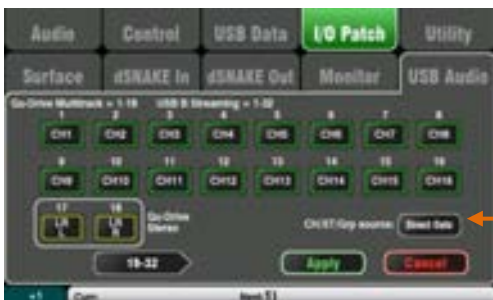 Audio Control USB Data I/O Patch Utility
Surface dSNAKE In dSNAKE Out Monitor USB Audio
Qu-Drive Multitrack = 1-18 USB B Streaming = 1-32
1 2 3 4 5 6 7 8
CH1 CH2 CH3 CH4 CH5 CH6 CH7 CH8
9 10 11 12 13 14 15 16
CH9 CH10 CH11 CH12 CH13 CH14 CH15 CH16
17 18
LR L LR R Qu-Drive Stereo
CH/ST/Grp source: Direct Outs
19-32 Apply Cancel